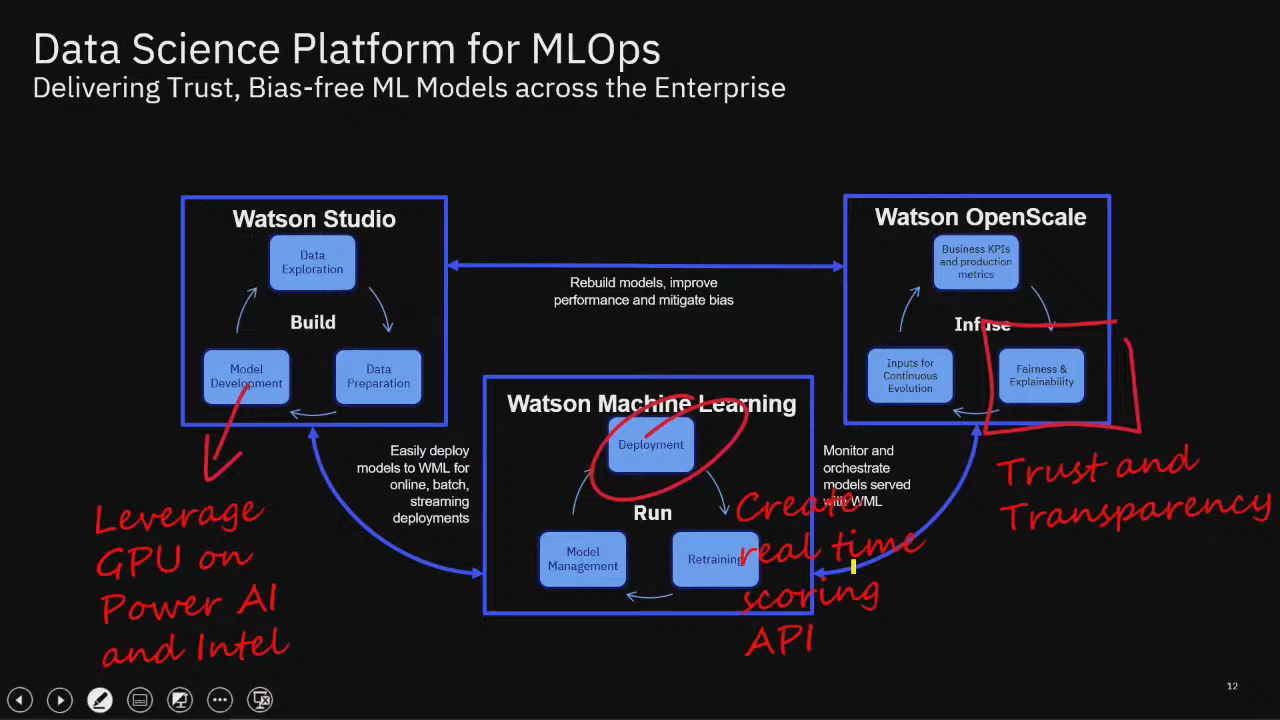 Data Science Platform for MLOps
Delivering Trust, Bias-free ML Models across the Enterprise
Watson Studio
Data
Exploration
Build
Model
Development
Data
Preparation
Rebuild models, improve
performance and mitigate bias
Watson OpenScale
Business KPIs
and production
metrics
Infuse
Inputs for
Continuous
Evolution
Fairness &
Explainability
Easily deploy
models to WML for
online, batch,
streaming
deployments
Watson Machine Learning
Deployment
Run
Model
Management
Retraining
Monitor and
orchestrate
models served
with WML
Leverage
GPU on
Power AI
and Intel
Create
real time
scoring
API
Trust and
Transparency
12